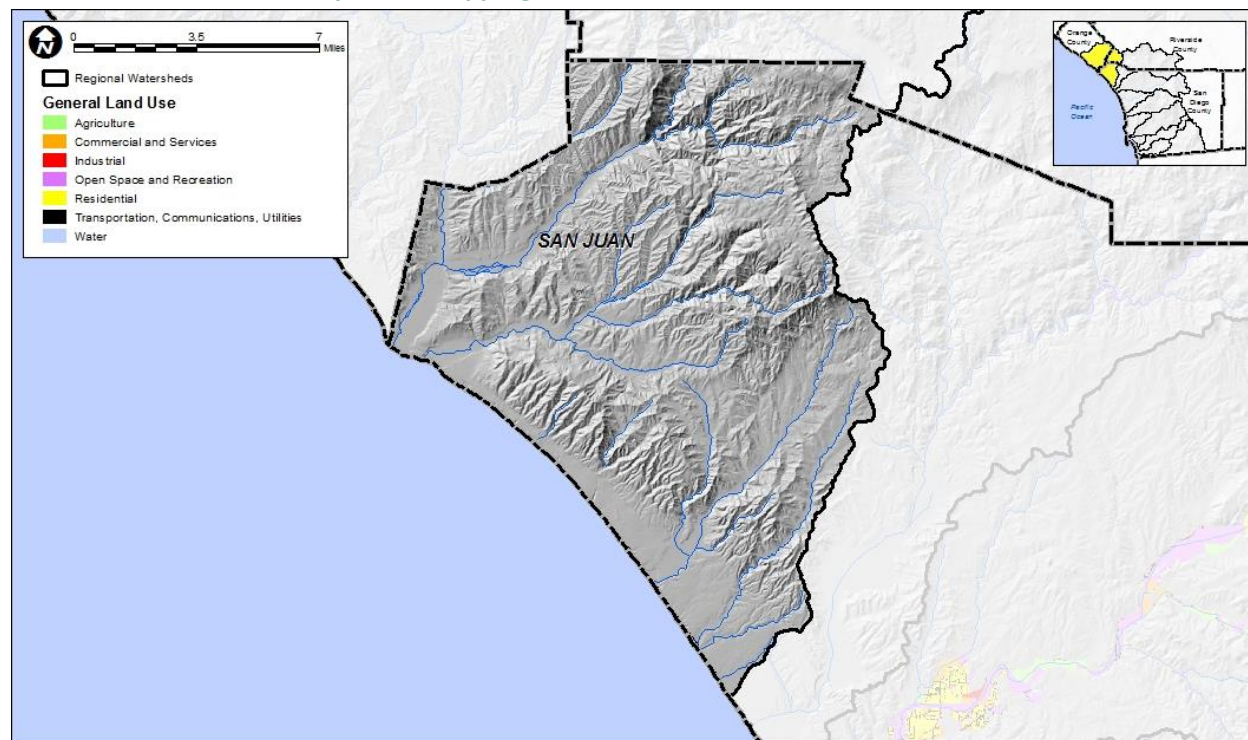 N
0 3.5 7
Miles
Regional Watersheds
General Land Use
Agriculture
Commercial and Services
Industrial
Open Space and Recreation
Residential
Transportation, Communications, Utilities
Water
SAN JUAN
Orange
County
Riverside
County
San
Diego
County
Pacific
Ocean